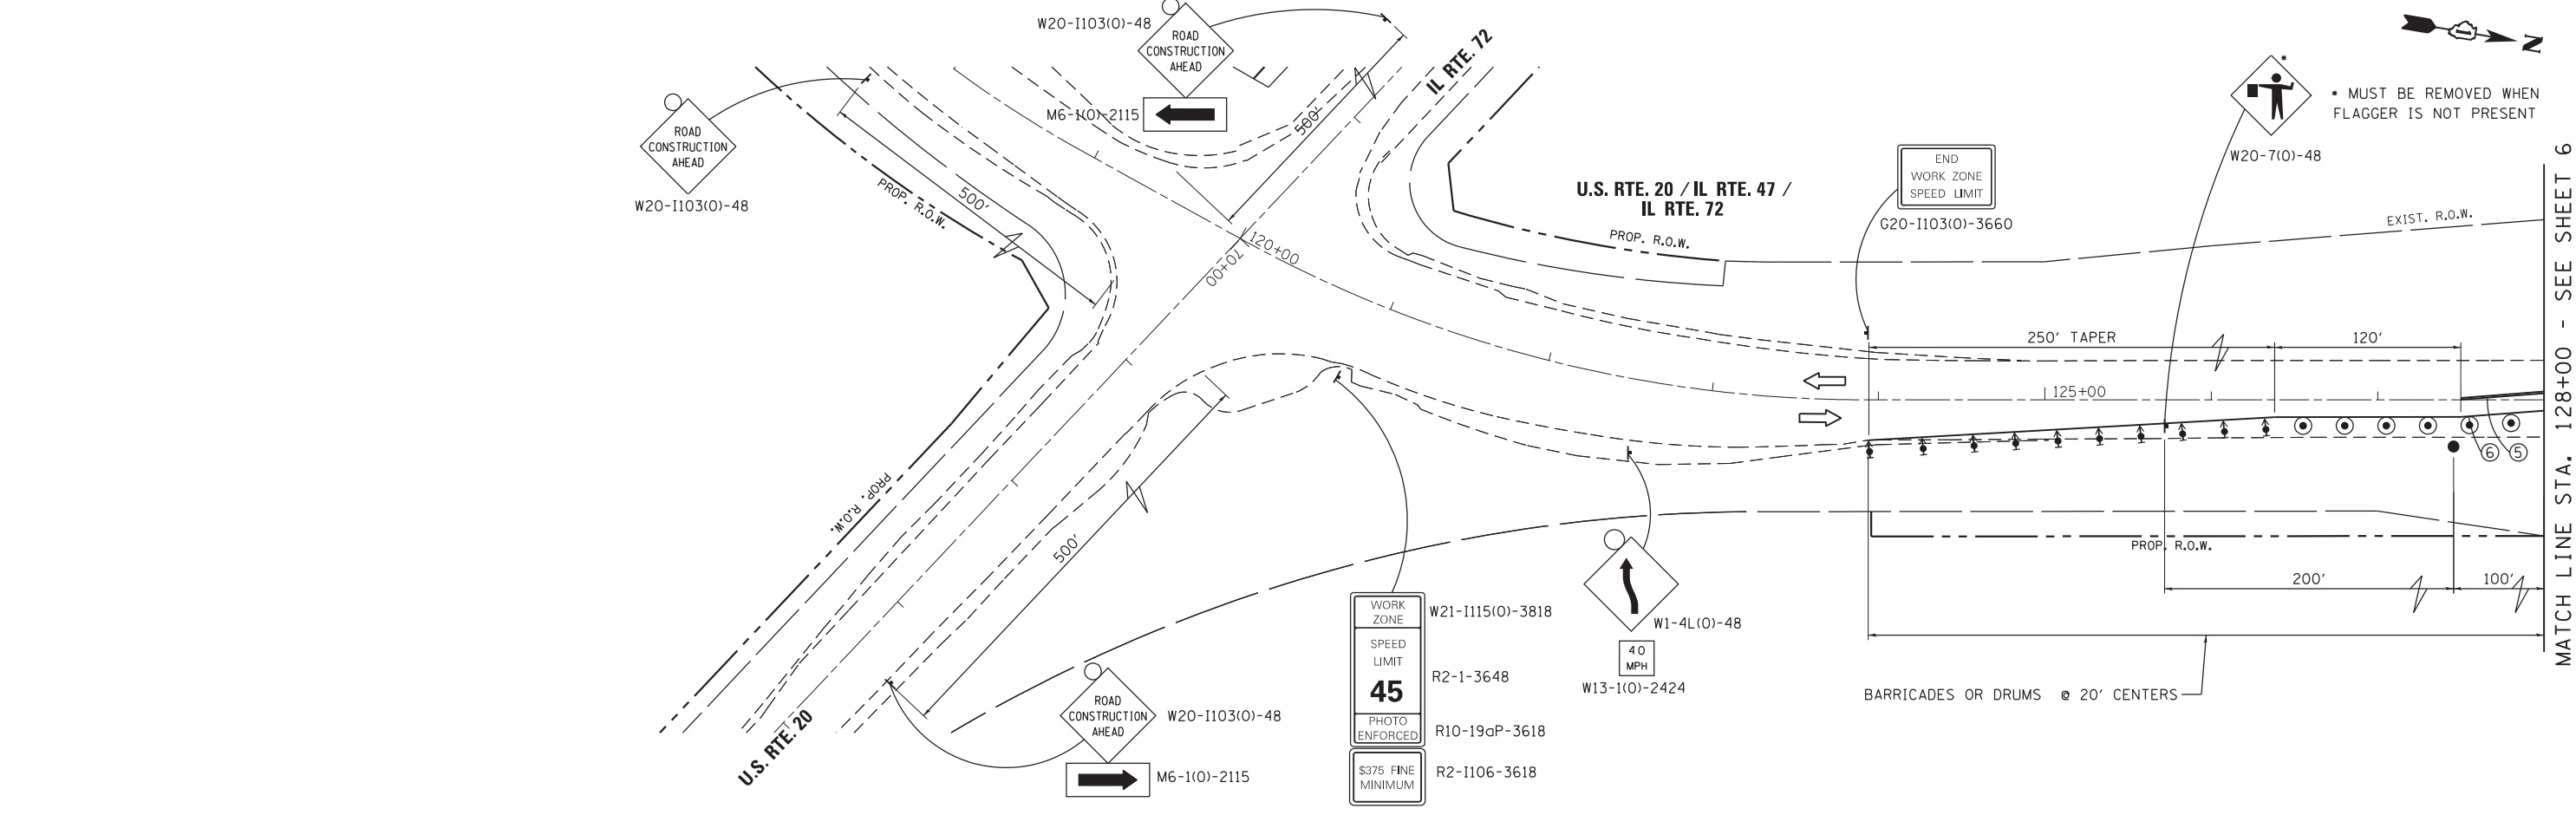 W20-I103(O)-48
ROAD
CONSTRUCTION
AHEAD
M6-1(O)-2115
500'
IL RTE. 72
ROAD
CONSTRUCTION
AHEAD
W20-I103(O)-48
500'
PROP. R.O.W.
120+00
70+00
U.S. RTE. 20 / IL RTE. 47 /
IL RTE. 72
PROP. R.O.W.
END
WORK ZONE
SPEED LIMIT
G20-I103(O)-3660
*
W20-7(O)-48
* MUST BE REMOVED WHEN
FLAGGER IS NOT PRESENT
N
EXIST. R.O.W.
250' TAPER
120'
125+00
6
5
PROP. R.O.W.
200'
100'
BARRICADES OR DRUMS @ 20' CENTERS
MATCH LINE STA. 128+00 - SEE SHEET 6
PROP. R.O.W.
500'
U.S. RTE. 20
ROAD
CONSTRUCTION
AHEAD
W20-I103(O)-48
M6-1(O)-2115
WORK
ZONE
W21-I115(O)-3818
SPEED
LIMIT
45
R2-1-3648
PHOTO
ENFORCED
R10-19aP-3618
$375 FINE
MINIMUM
R2-I106-3618
W1-4L(O)-48
40
MPH
W13-1(O)-2424